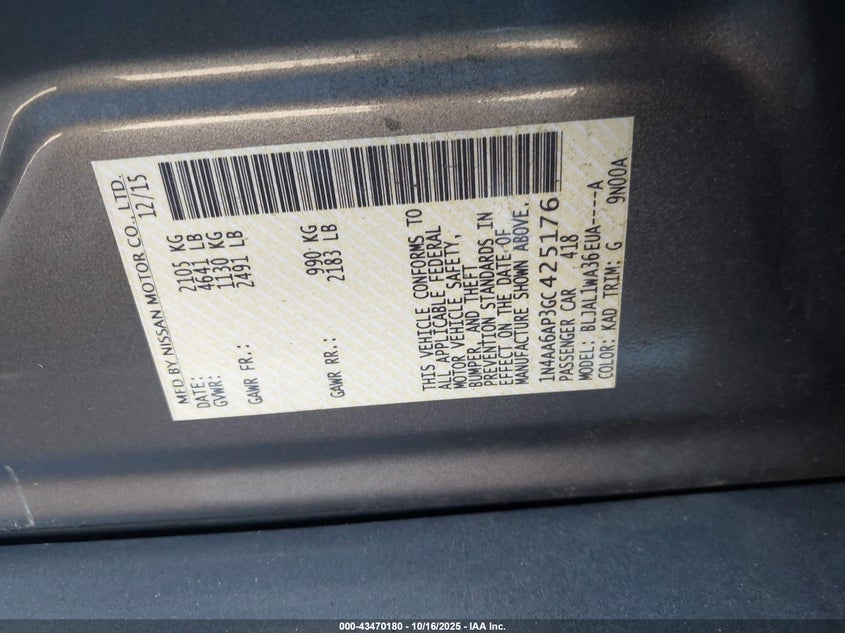 MFD BY NISSAN MOTOR CO., LTD.
DATE: 12/15
GVWR: 2105 KG
4641 LB
GAWR FR.: 1130 KG
2491 LB
GAWR RR.: 990 KG
2183 LB
THIS VEHICLE CONFORMS TO
ALL APPLICABLE FEDERAL
MOTOR VEHICLE SAFETY,
BUMPER, AND THEFT
PREVENTION STANDARDS IN
EFFECT ON THE DATE OF
MANUFACTURE SHOWN ABOVE.
1N4AA6AP3GC425176
PASSENGER CAR 418
MODEL: BLJALIWA36EUA----A
COLOR: KAD TRIM: G 9N00A
000-43470180 - 10/16/2025 - IAA Inc.